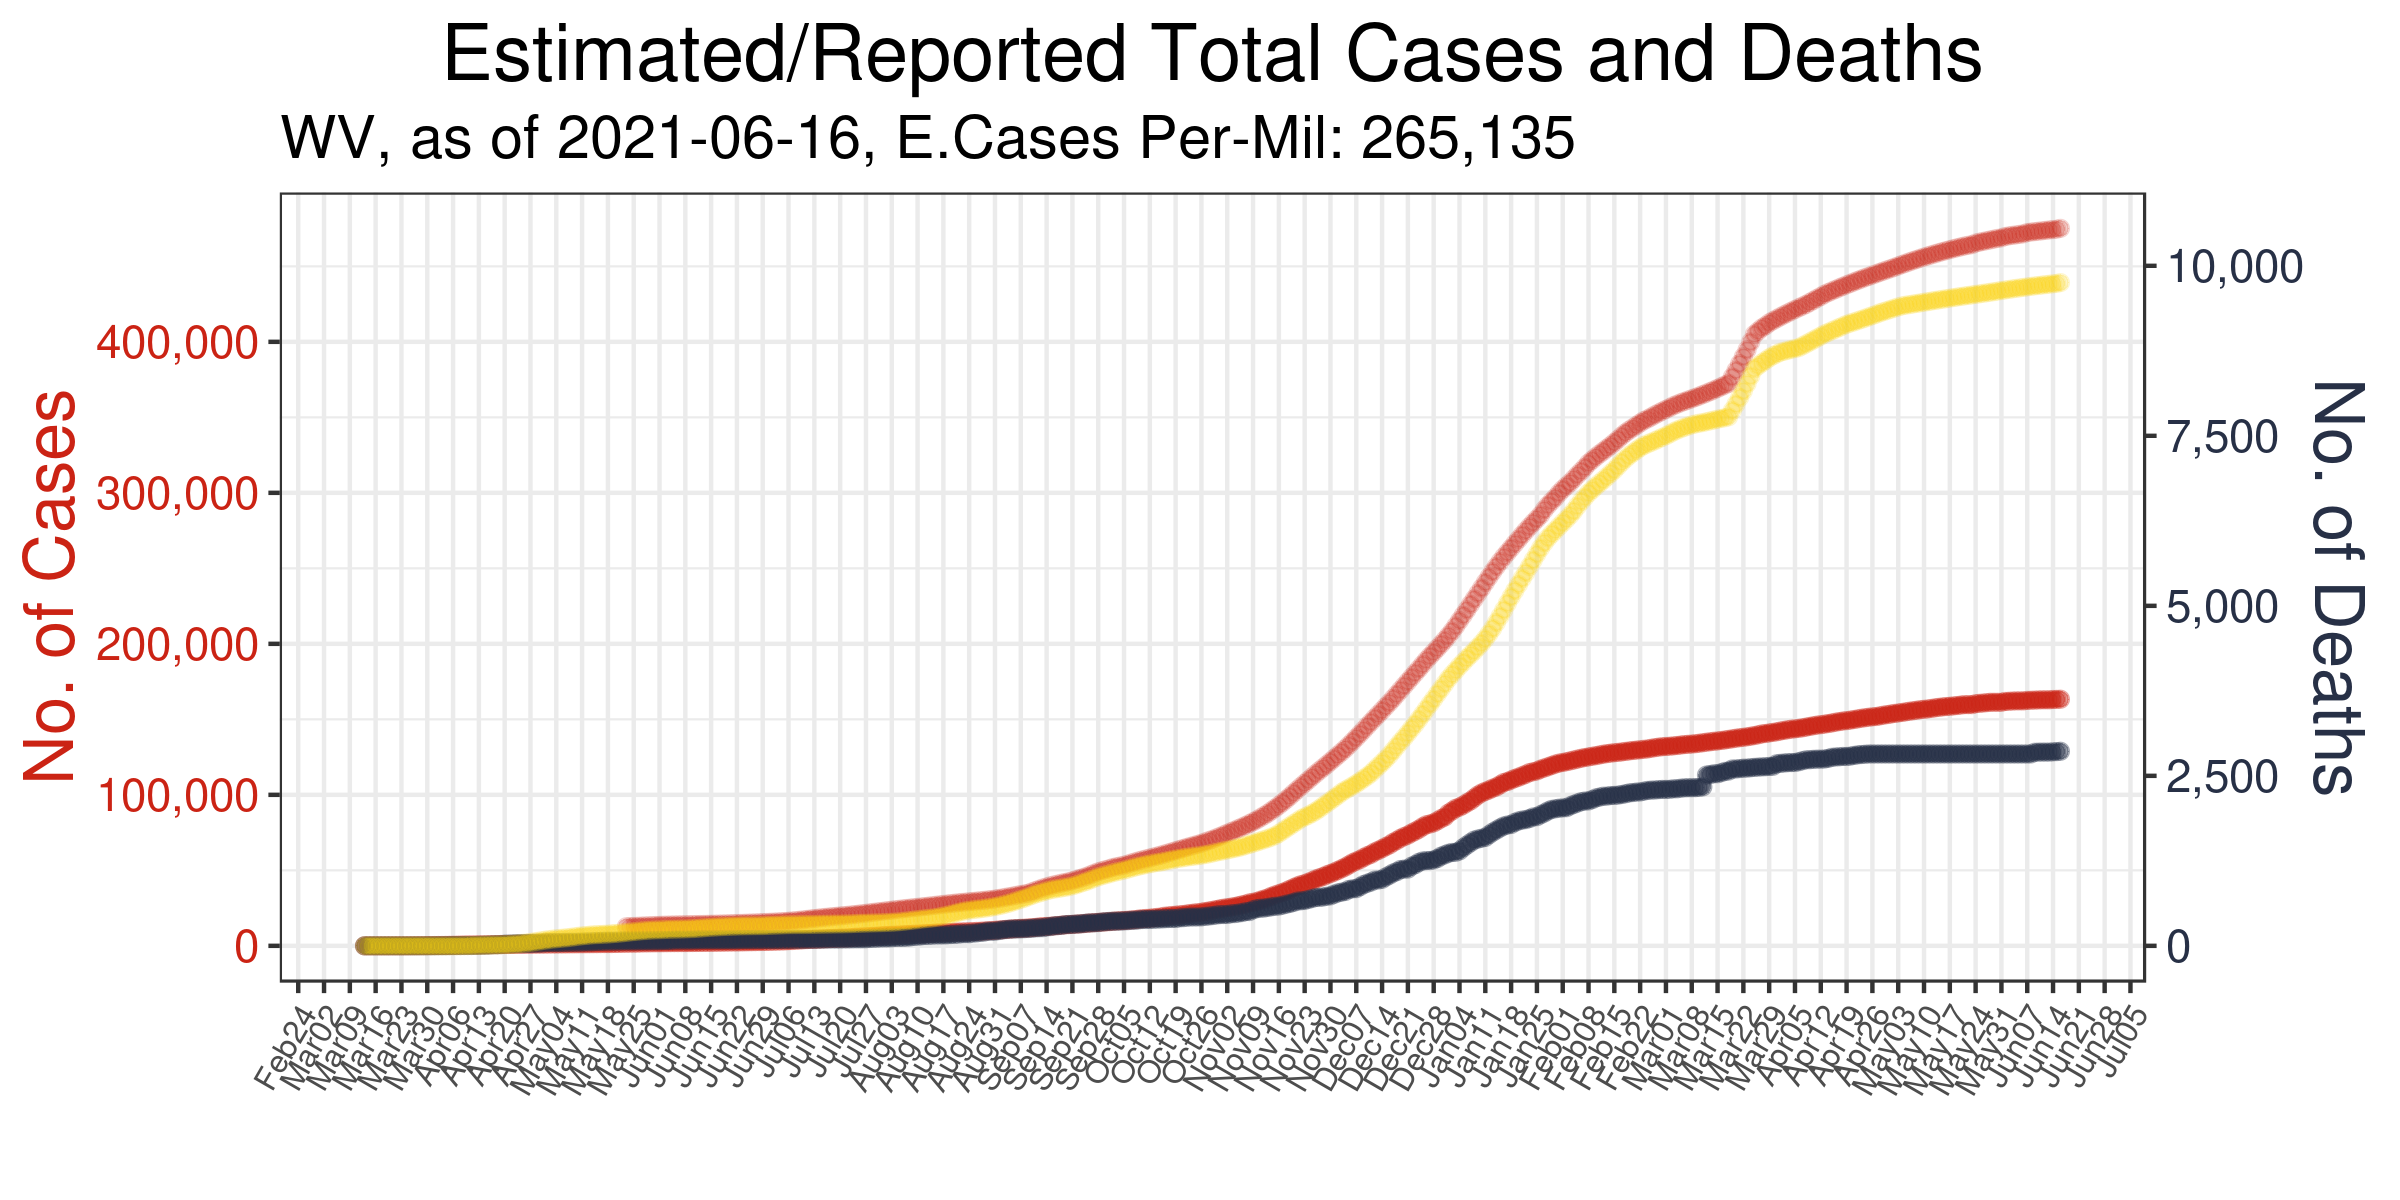 Estimated/Reported Total Cases and Deaths
WV, as of 2021-06-16, E.Cases Per-Mil: 265,135
No. of Cases
400,000
300,000
200,000
100,000
0
10,000
7,500
5,000
2,500
0
No. of Deaths
Feb24
Mar02
Mar09
Mar16
Mar23
Mar30
Apr06
Apr13
Apr20
Apr27
May04
May11
May18
May25
Jun01
Jun08
Jun15
Jun22
Jun29
Jul06
Jul13
Jul20
Jul27
Aug03
Aug10
Aug17
Aug24
Aug31
Sep07
Sep14
Sep21
Sep28
Oct05
Oct12
Oct19
Oct26
Nov02
Nov09
Nov16
Nov23
Nov30
Dec07
Dec14
Dec21
Dec28
Jan04
Jan11
Jan18
Jan25
Feb01
Feb08
Feb15
Feb22
Mar01
Mar08
Mar15
Mar22
Mar29
Apr05
Apr12
Apr19
Apr26
May03
May10
May17
May24
May31
Jun07
Jun14
Jun21
Jun28
Jul05